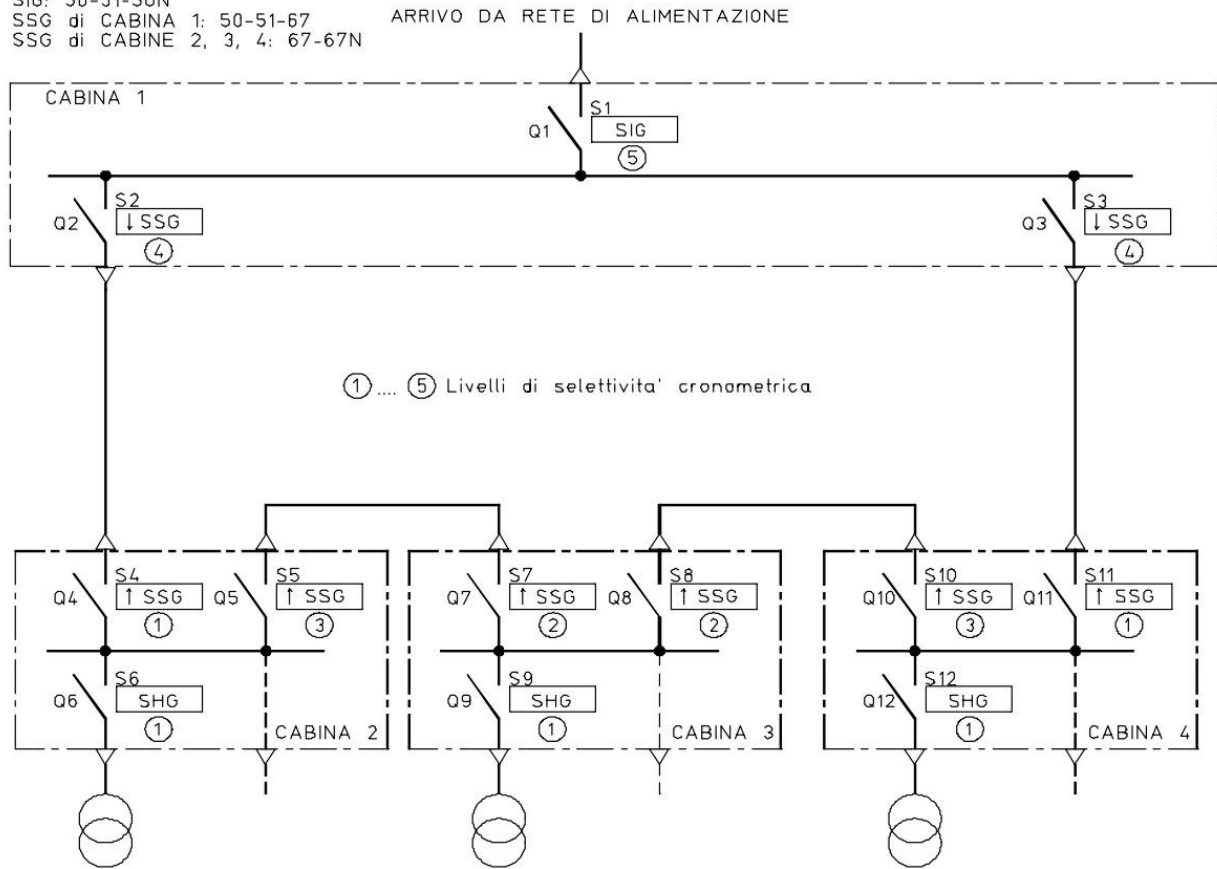 SIG: 50-51-50N
SSG di CABINA 1: 50-51-67
SSG di CABINE 2, 3, 4: 67-67N
ARRIVO DA RETE DI ALIMENTAZIONE
CABINA 1
S1
Q1
SIG
5
S2
Q2
↓ SSG
4
S3
Q3
↓ SSG
4
1 .... 5 Livelli di selettivita' cronometrica
S4
Q4
↑ SSG
1
S5
Q5
↑ SSG
3
S6
Q6
SHG
1
CABINA 2
S7
Q7
↑ SSG
2
S8
Q8
↑ SSG
2
S9
Q9
SHG
1
CABINA 3
S10
Q10
↑ SSG
3
S11
Q11
↑ SSG
1
S12
Q12
SHG
1
CABINA 4